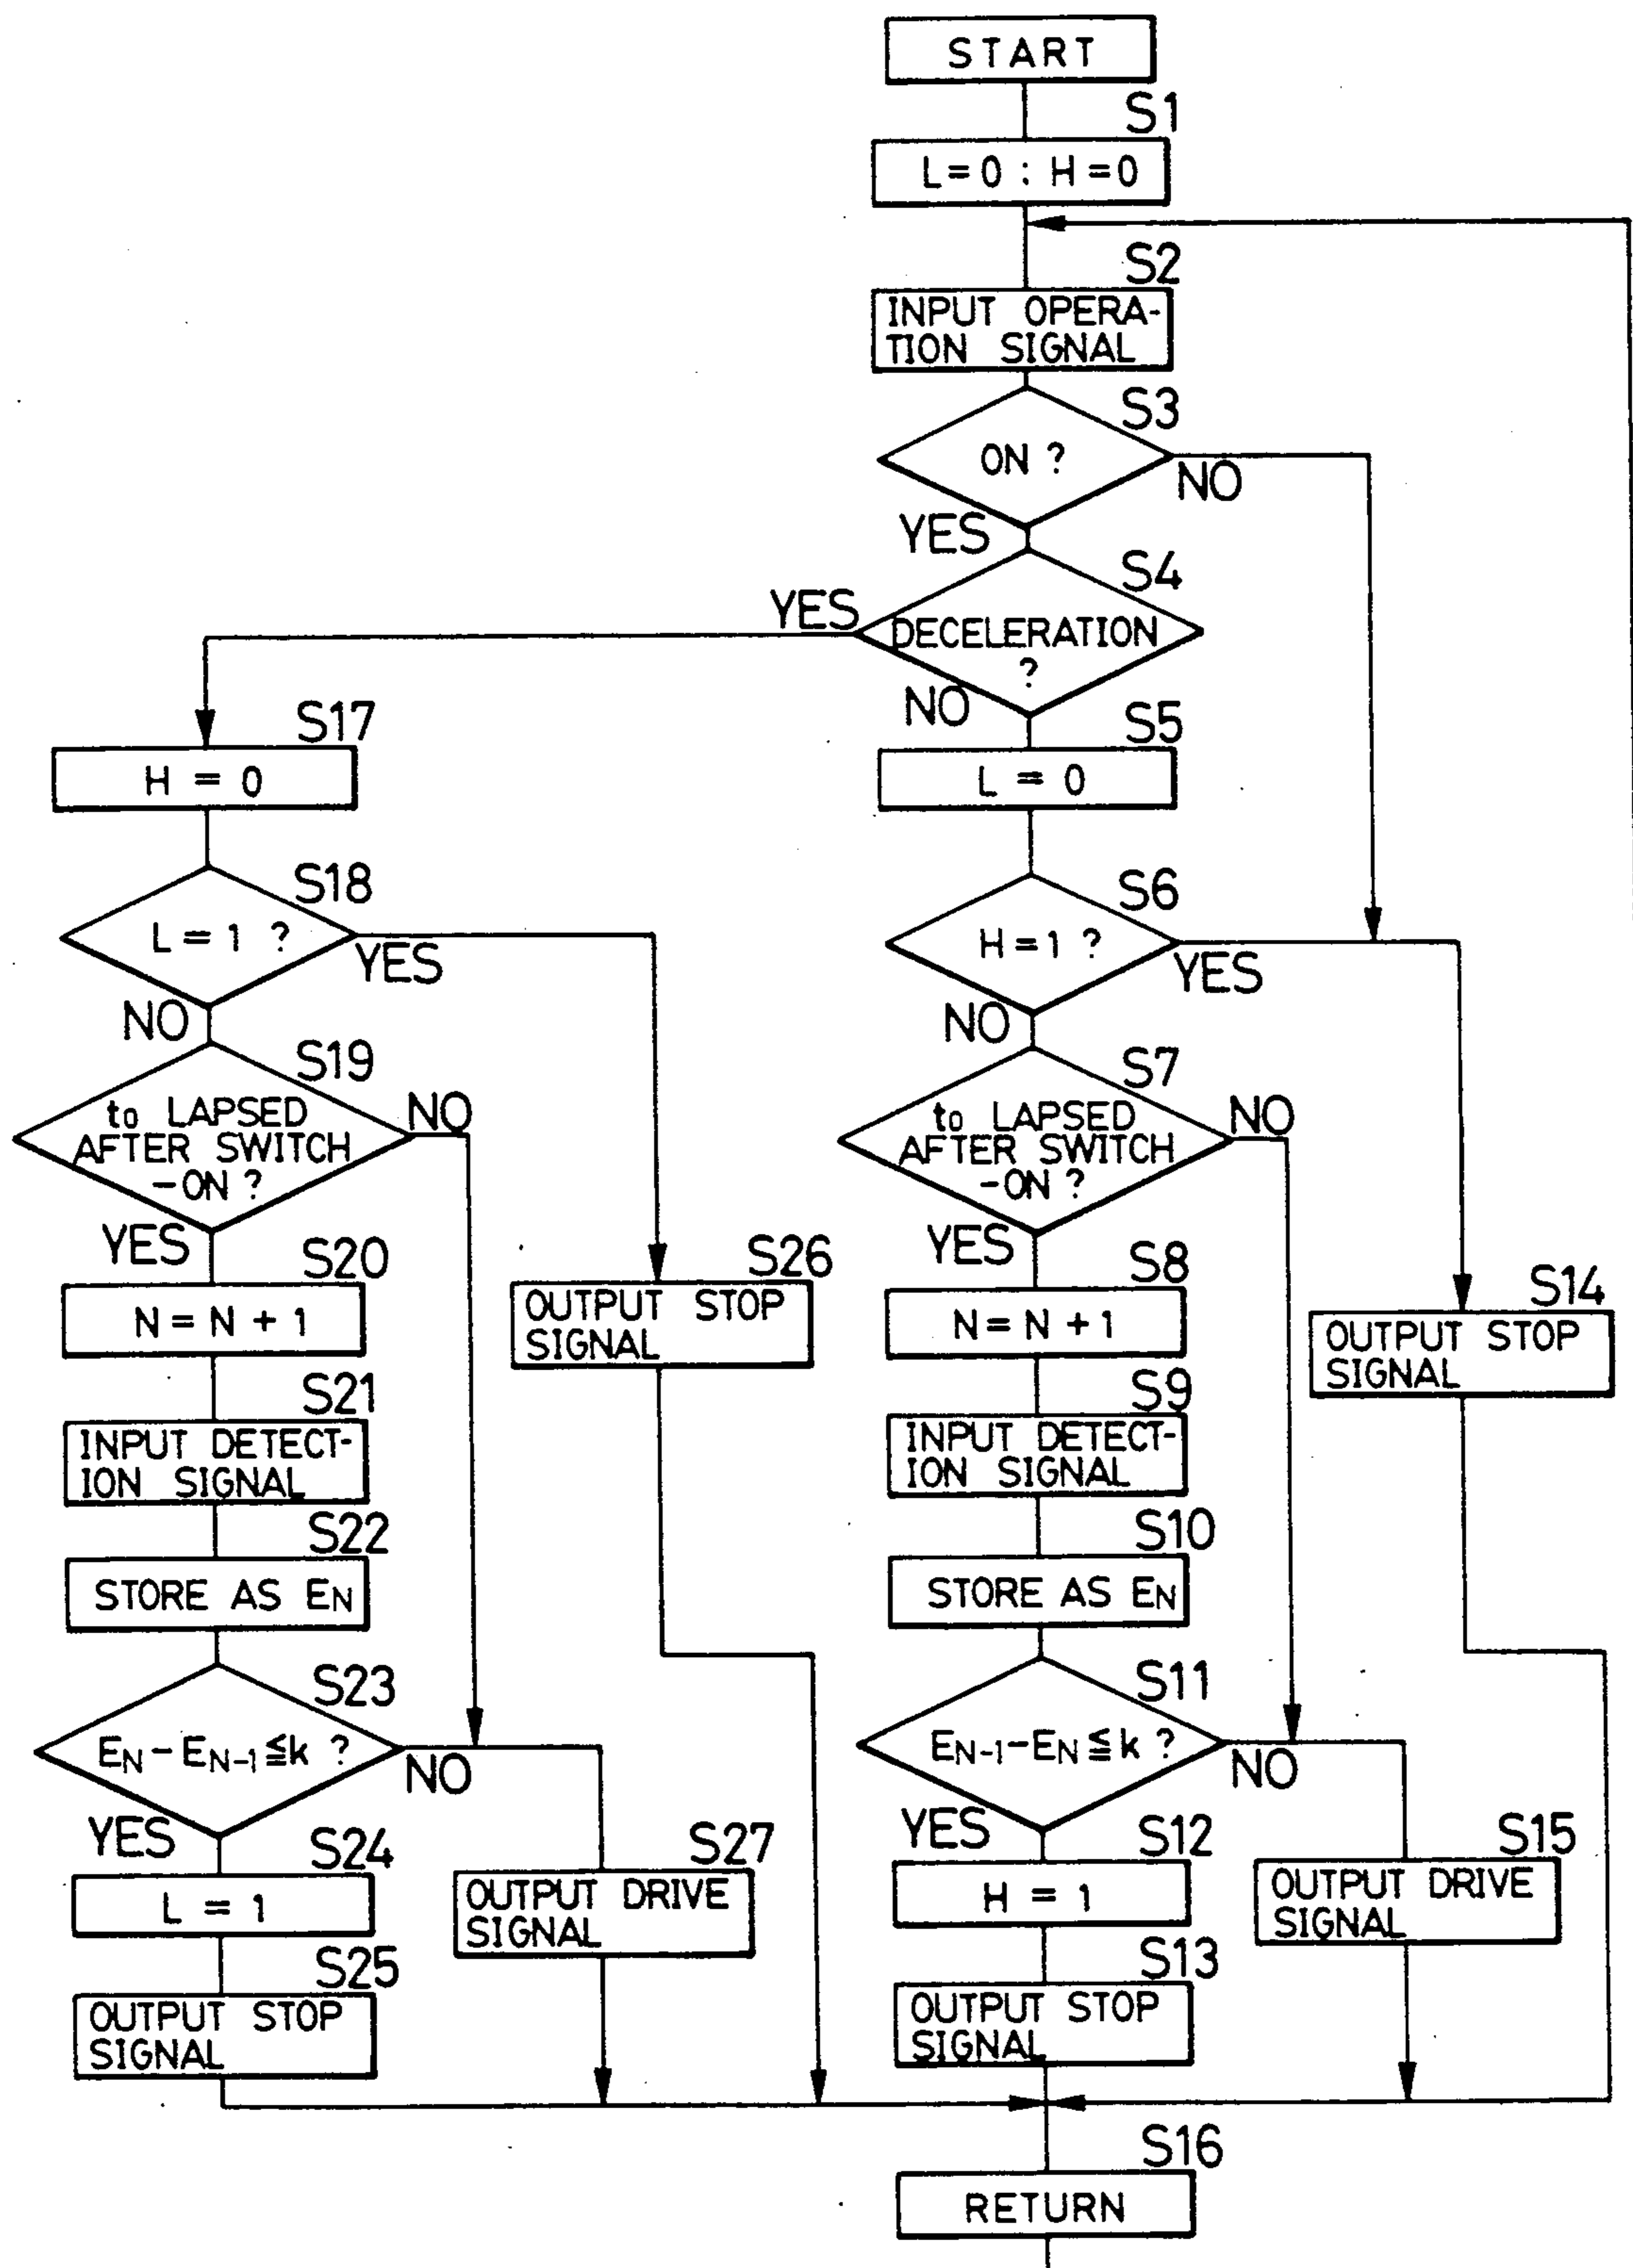 START
S1
L=0 : H=0
S2
INPUT OPERA-
TION SIGNAL
S3
ON ?
NO
YES
S4
YES
DECELERATION
?
NO
S17
H = 0
S5
L = 0
S18
L = 1 ?
YES
NO
S6
H = 1 ?
YES
NO
S19
t0 LAPSED
AFTER SWITCH
-ON ?
NO
YES
S7
t0 LAPSED
AFTER SWITCH
-ON ?
NO
YES
S20
N = N + 1
S26
OUTPUT STOP
SIGNAL
S8
N = N + 1
S14
OUTPUT STOP
SIGNAL
S21
INPUT DETECT-
ION SIGNAL
S9
INPUT DETECT-
ION SIGNAL
S22
STORE AS EN
S10
STORE AS EN
S23
EN - EN-1 ≦ k ?
NO
YES
S11
EN-1 - EN ≦ k ?
NO
YES
S24
L = 1
S27
OUTPUT DRIVE
SIGNAL
S12
H = 1
S15
OUTPUT DRIVE
SIGNAL
S25
OUTPUT STOP
SIGNAL
S13
OUTPUT STOP
SIGNAL
S16
RETURN